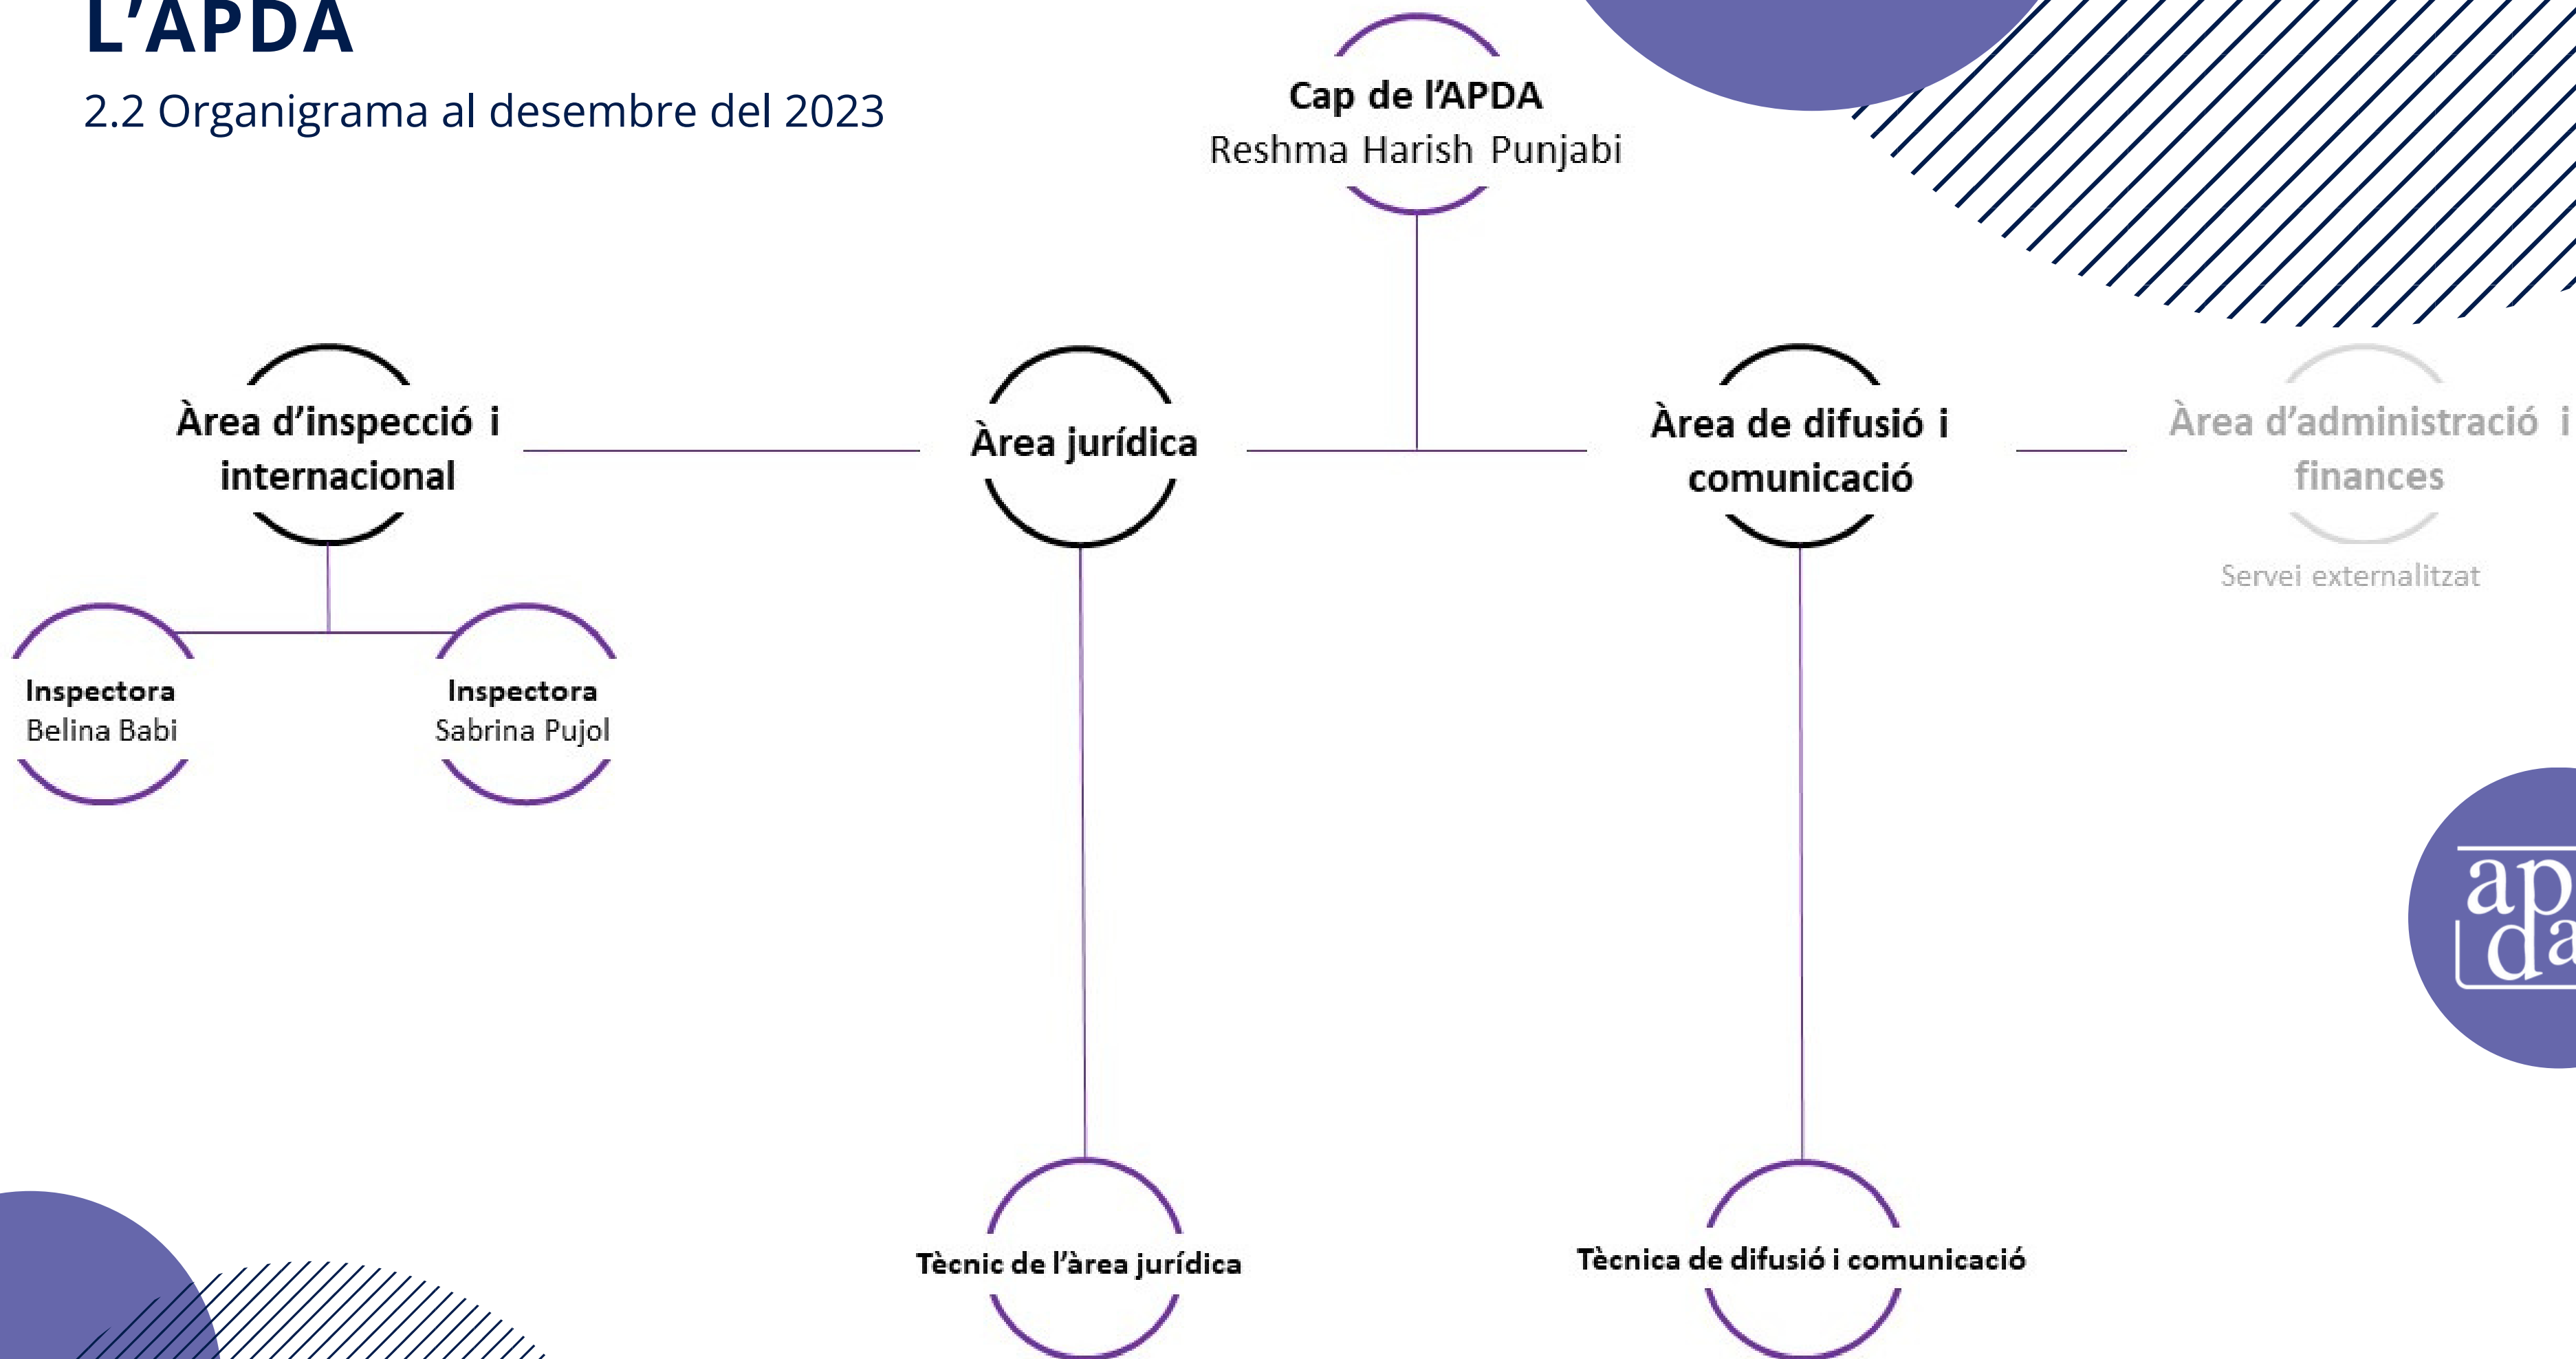 L'APDA
2.2 Organigrama al desembre del 2023
Cap de l'APDA
Reshma Harish Punjabi
Àrea d'inspecció i
internacional
Àrea jurídica
Àrea de difusió i
comunicació
Àrea d'administració i
finances
Servei externalitzat
Inspectora
Belina Babi
Inspectora
Sabrina Pujol
ap
da
Tècnic de l'àrea jurídica
Tècnica de difusió i comunicació